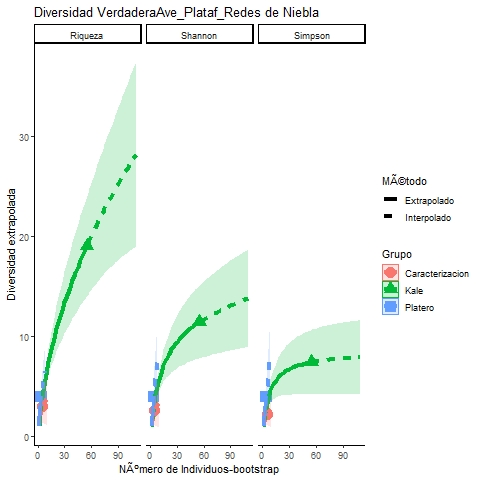 Diversidad VerdaderaAve_Plataf_Redes de Niebla
Riqueza
Shannon
Simpson
Diversidad extrapolada
30
20
10
0
0 30 60 90
0 30 60 90
0 30 60 90
NÃºmero de Individuos-bootstrap
MÃ©todo
Extrapolado
Interpolado
Grupo
Caracterizacion
Kale
Platero